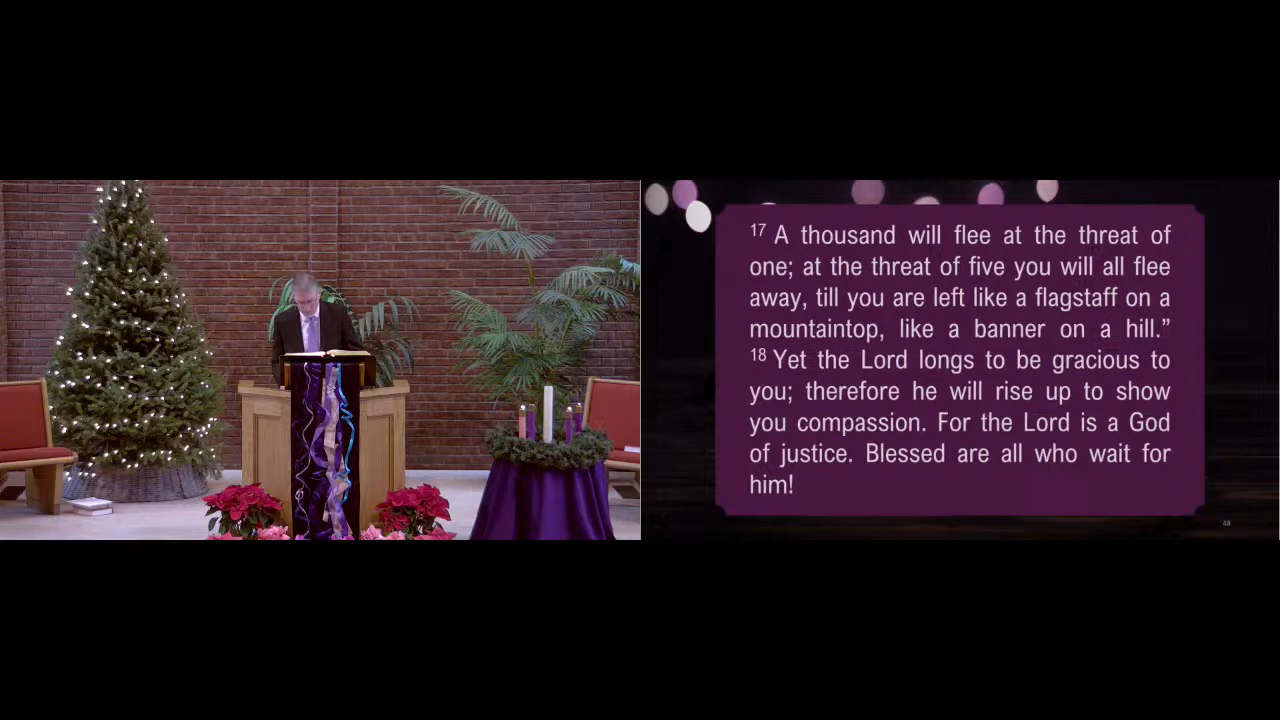 17 A thousand will flee at the threat of
one; at the threat of five you will all flee
away, till you are left like a flagstaff on a
mountaintop, like a banner on a hill.”
18 Yet the Lord longs to be gracious to
you; therefore he will rise up to show
you compassion. For the Lord is a God
of justice. Blessed are all who wait for
him!
48